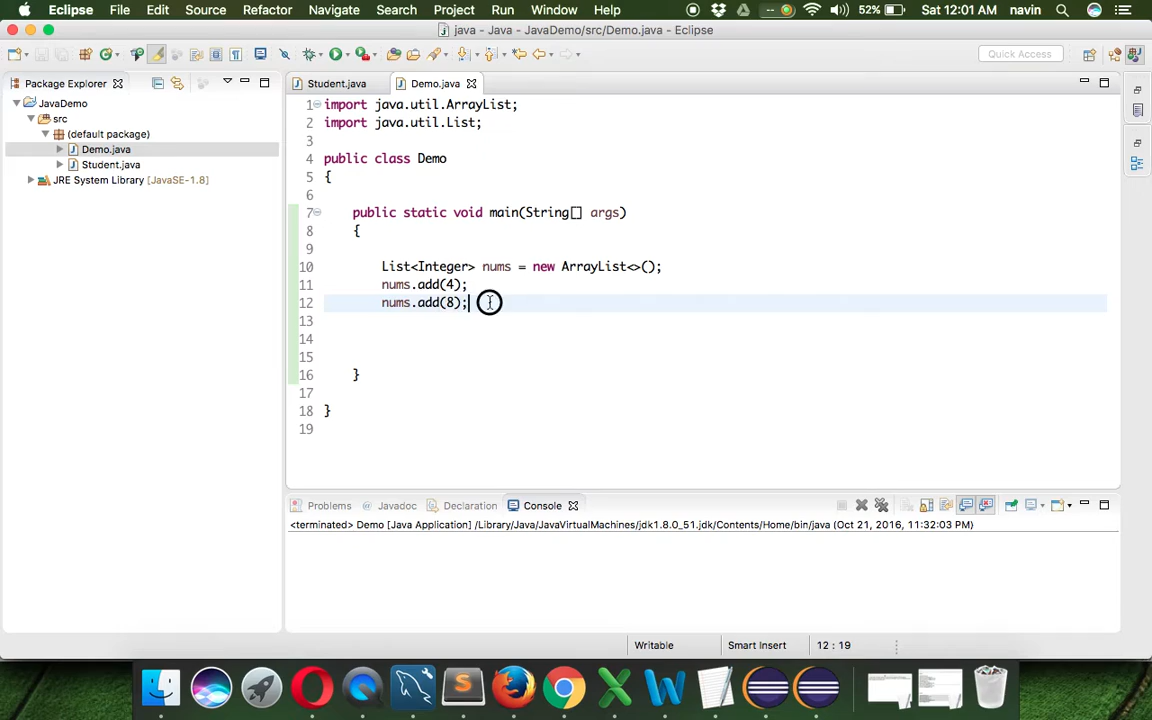 Eclipse File Edit Source Refactor Navigate Search Project Run Window Help 52% Sat 12:01 AM navin
java - Java - JavaDemo/src/Demo.java - Eclipse
Quick Access
Package Explorer
Student.java Demo.java
JavaDemo
src
(default package)
Demo.java
Student.java
JRE System Library [JavaSE-1.8]
1 import java.util.ArrayList;
2 import java.util.List;
3
4 public class Demo
5 {
6
7 public static void main(String[] args)
8 {
9
10 List<Integer> nums = new ArrayList<>();
11 nums.add(4);
12 nums.add(8);
13
14
15
16 }
17
18 }
19
Problems @ Javadoc Declaration Console
<terminated> Demo [Java Application] /Library/Java/JavaVirtualMachines/jdk1.8.0_51.jdk/Contents/Home/bin/java (Oct 21, 2016, 11:32:03 PM)
Writable Smart Insert 12 : 19